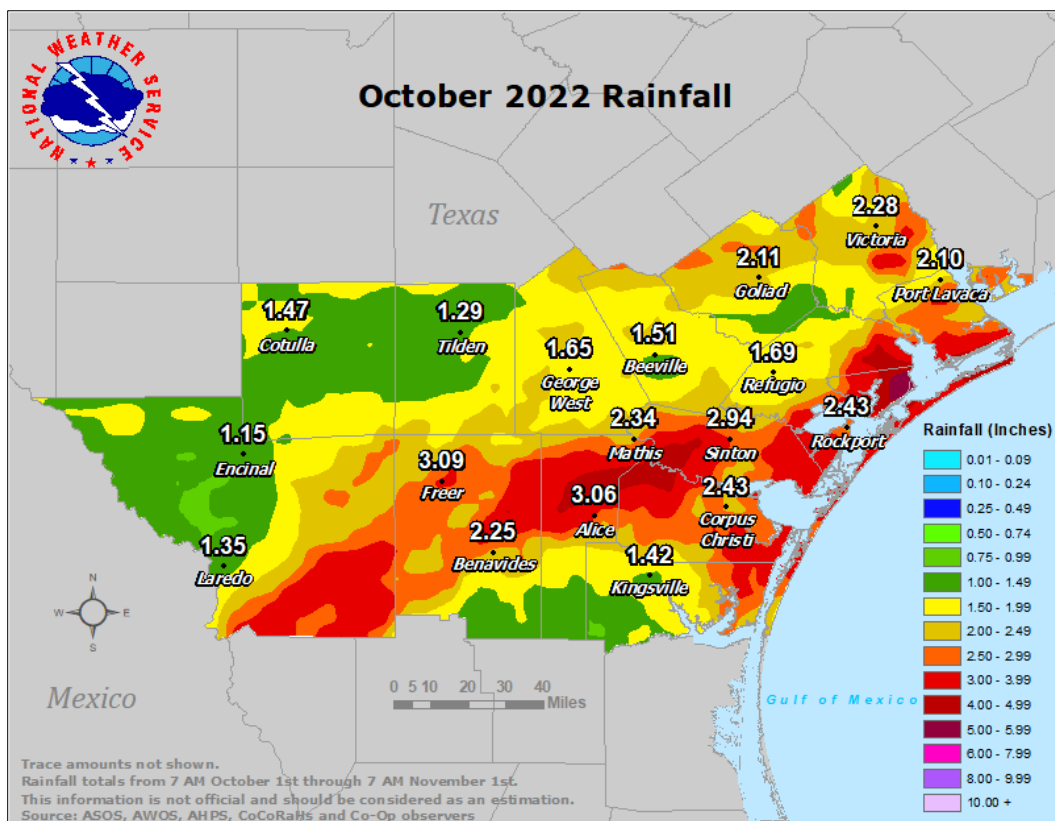 NATIONAL WEATHER SERVICE
October 2022 Rainfall
Texas
2.28
Victoria
2.11
Goliad
2.10
Port Lavaca
1.47
Cotulla
1.29
Tilden
1.65
George
West
1.51
Beeville
1.69
Refugio
1.15
Encinal
3.09
Freer
2.34
Mathis
2.94
Sinton
2.43
Rockport
3.06
Alice
2.43
Corpus
Christi
1.35
Laredo
2.25
Benavides
1.42
Kingsville
N
W E
S
Mexico
0 5 10 20 30 40
Miles
Gulf of Mexico
Rainfall (Inches)
0.01 - 0.09
0.10 - 0.24
0.25 - 0.49
0.50 - 0.74
0.75 - 0.99
1.00 - 1.49
1.50 - 1.99
2.00 - 2.49
2.50 - 2.99
3.00 - 3.99
4.00 - 4.99
5.00 - 5.99
6.00 - 7.99
8.00 - 9.99
10.00 +
Trace amounts not shown.
Rainfall totals from 7 AM October 1st through 7 AM November 1st.
This information is not official and should be considered as an estimation.
Source: ASOS, AWOS, AHPS, CoCoRaHs and Co-Op observers